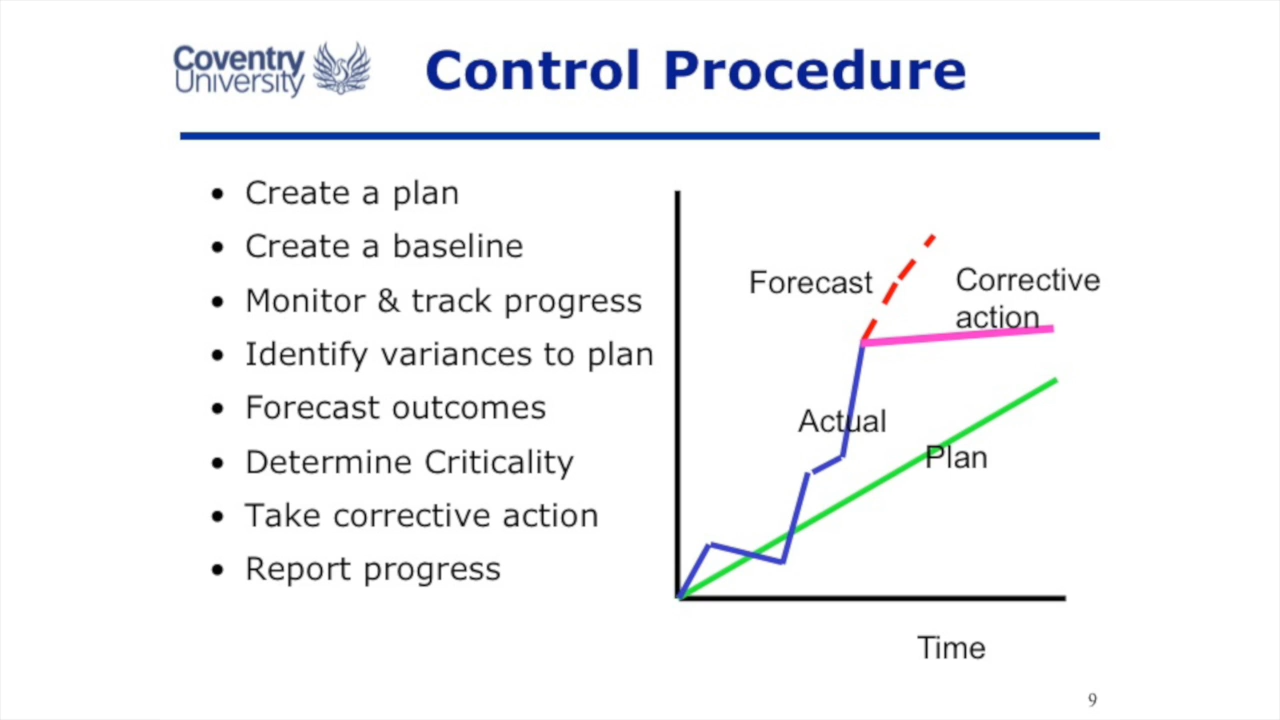 Coventry
University
Control Procedure
• Create a plan
• Create a baseline
• Monitor & track progress
• Identify variances to plan
• Forecast outcomes
• Determine Criticality
• Take corrective action
• Report progress
Forecast
Corrective
action
Actual
Plan
Time
9